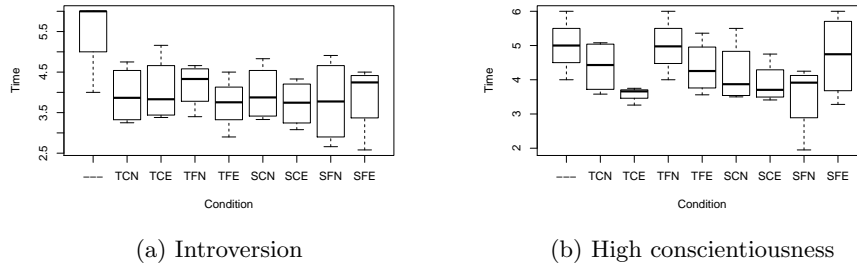 Time
5.5
4.5
3.5
2.5
--- TCN TCE TFN TFE SCN SCE SFN SFE
Condition
(a) Introversion
Time
6
5
4
3
2
--- TCN TCE TFN TFE SCN SCE SFN SFE
Condition
(b) High conscientiousness